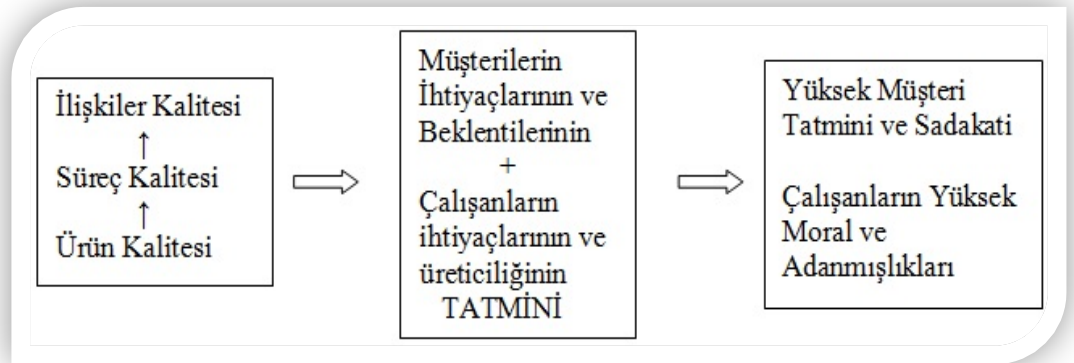 İlişkiler Kalitesi
↑
Süreç Kalitesi
↑
Ürün Kalitesi
Müşterilerin
İhtiyaçlarının ve
Beklentilerinin
+
Çalışanların
ihtiyaçlarının ve
üreticiliğinin
TATMİNİ
Yüksek Müşteri
Tatmini ve Sadakati
Çalışanların Yüksek
Moral ve
Adanmışlıkları